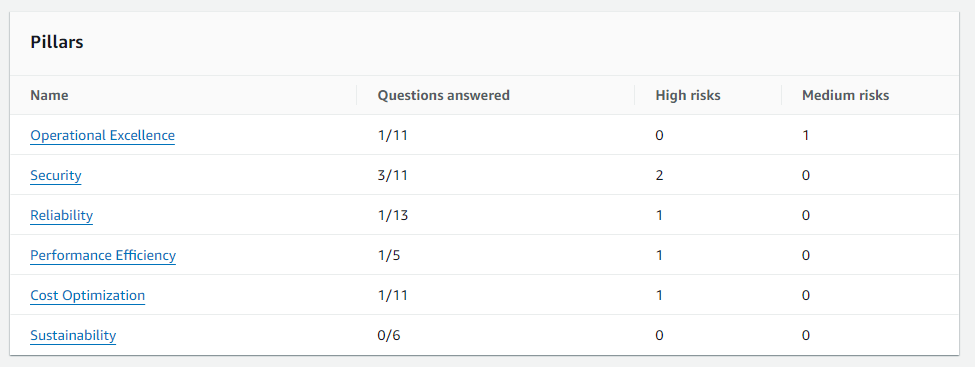 Pillars
Name Questions answered High risks Medium risks
Operational Excellence 1/11 0 1
Security 3/11 2 0
Reliability 1/13 1 0
Performance Efficiency 1/5 1 0
Cost Optimization 1/11 1 0
Sustainability 0/6 0 0